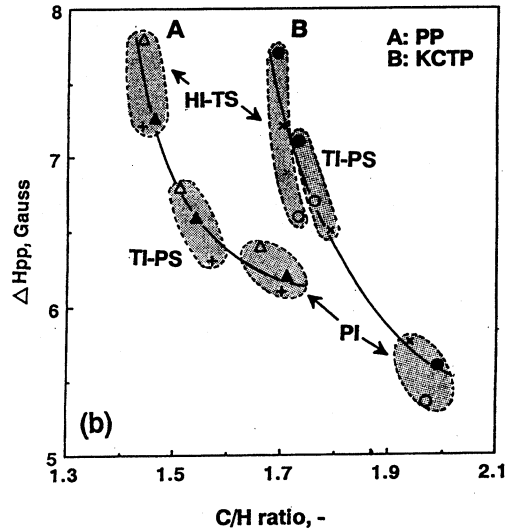 8
A
B
A: PP
B: KCTP
HI-TS
7
TI-PS
TI-PS
△ Hpp, Gauss
6
PI
(b)
5
1.3
1.5
1.7
1.9
2.1
C/H ratio, -